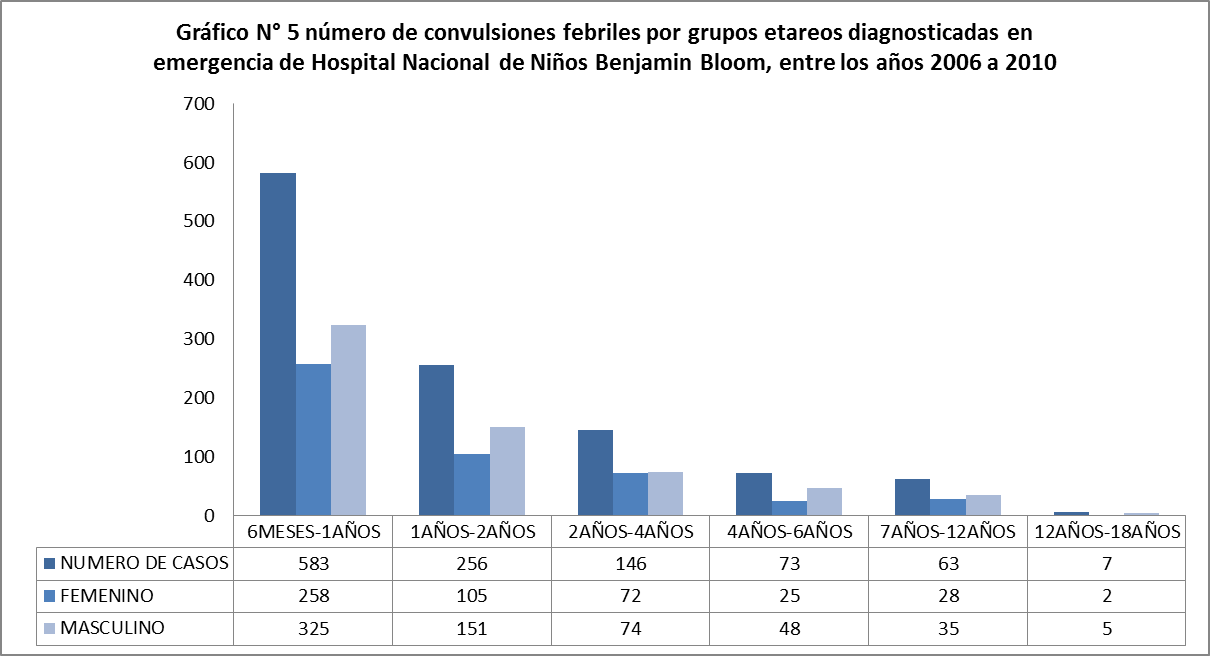 Gráfico N° 5 número de convulsiones febriles por grupos etareos diagnosticadas en
emergencia de Hospital Nacional de Niños Benjamin Bloom, entre los años 2006 a 2010
700
600
500
400
300
200
100
0
6MESES-1AÑOS 1AÑOS-2AÑOS 2AÑOS-4AÑOS 4AÑOS-6AÑOS 7AÑOS-12AÑOS 12AÑOS-18AÑOS
NUMERO DE CASOS 583 256 146 73 63 7
FEMENINO 258 105 72 25 28 2
MASCULINO 325 151 74 48 35 5